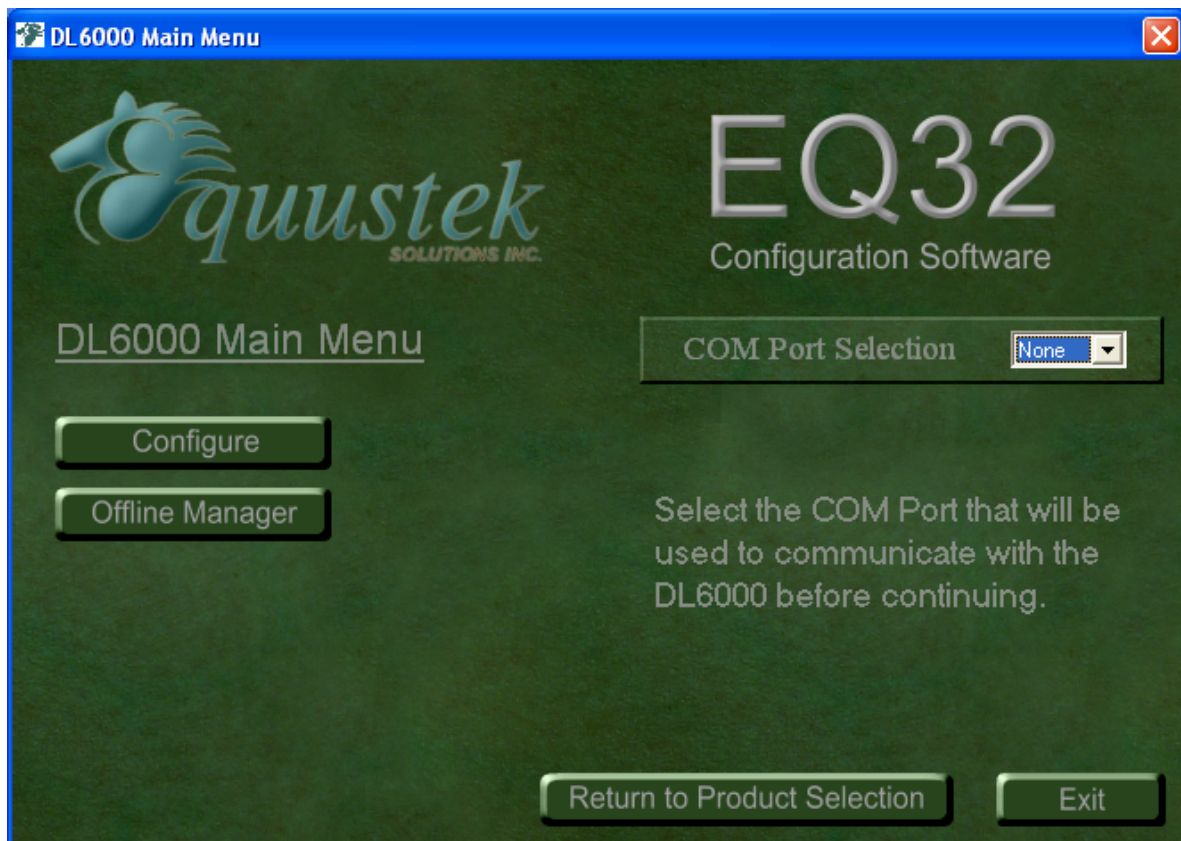 DL6000 Main Menu
Equustek
SOLUTIONS INC.
EQ32
Configuration Software
DL6000 Main Menu
COM Port Selection
None
Configure
Offline Manager
Select the COM Port that will be
used to communicate with the
DL6000 before continuing.
Return to Product Selection
Exit